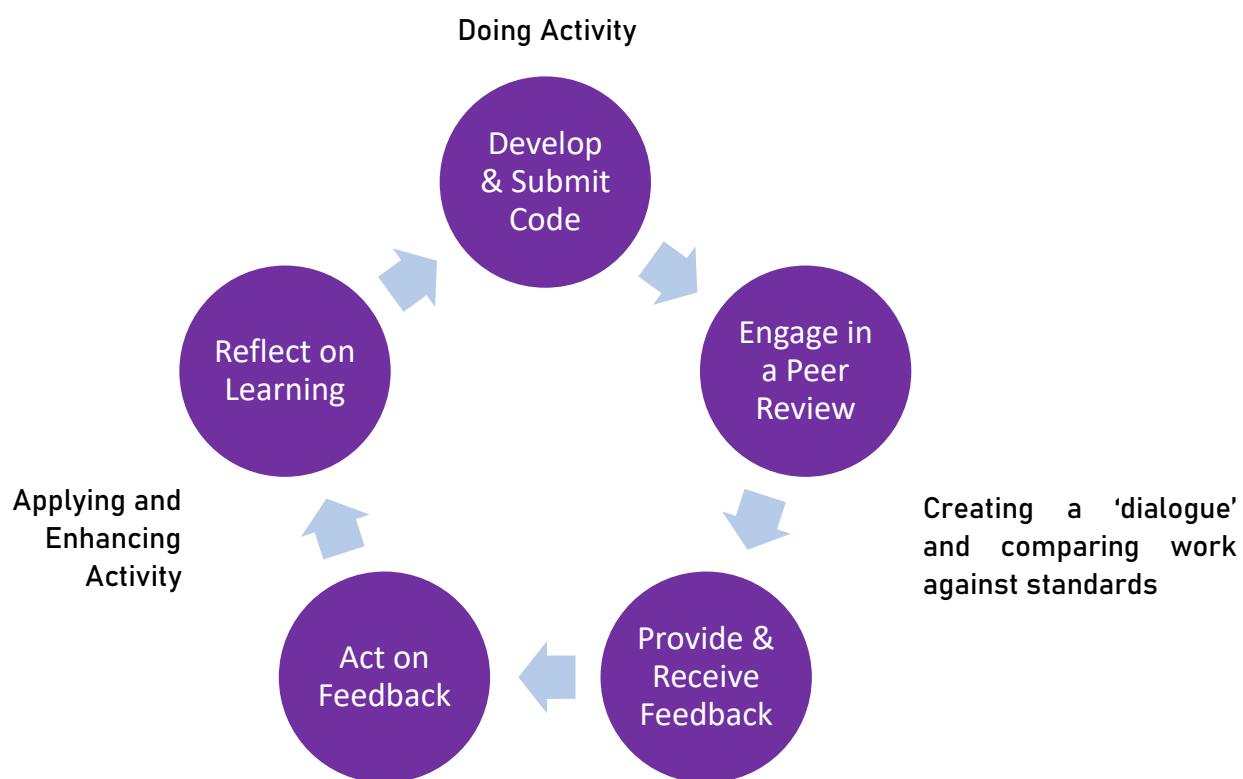 Doing Activity
Develop
& Submit
Code
Engage in
a Peer
Review
Creating a ‘dialogue’
and comparing work
against standards
Provide &
Receive
Feedback
Act on
Feedback
Applying and
Enhancing
Activity
Reflect on
Learning